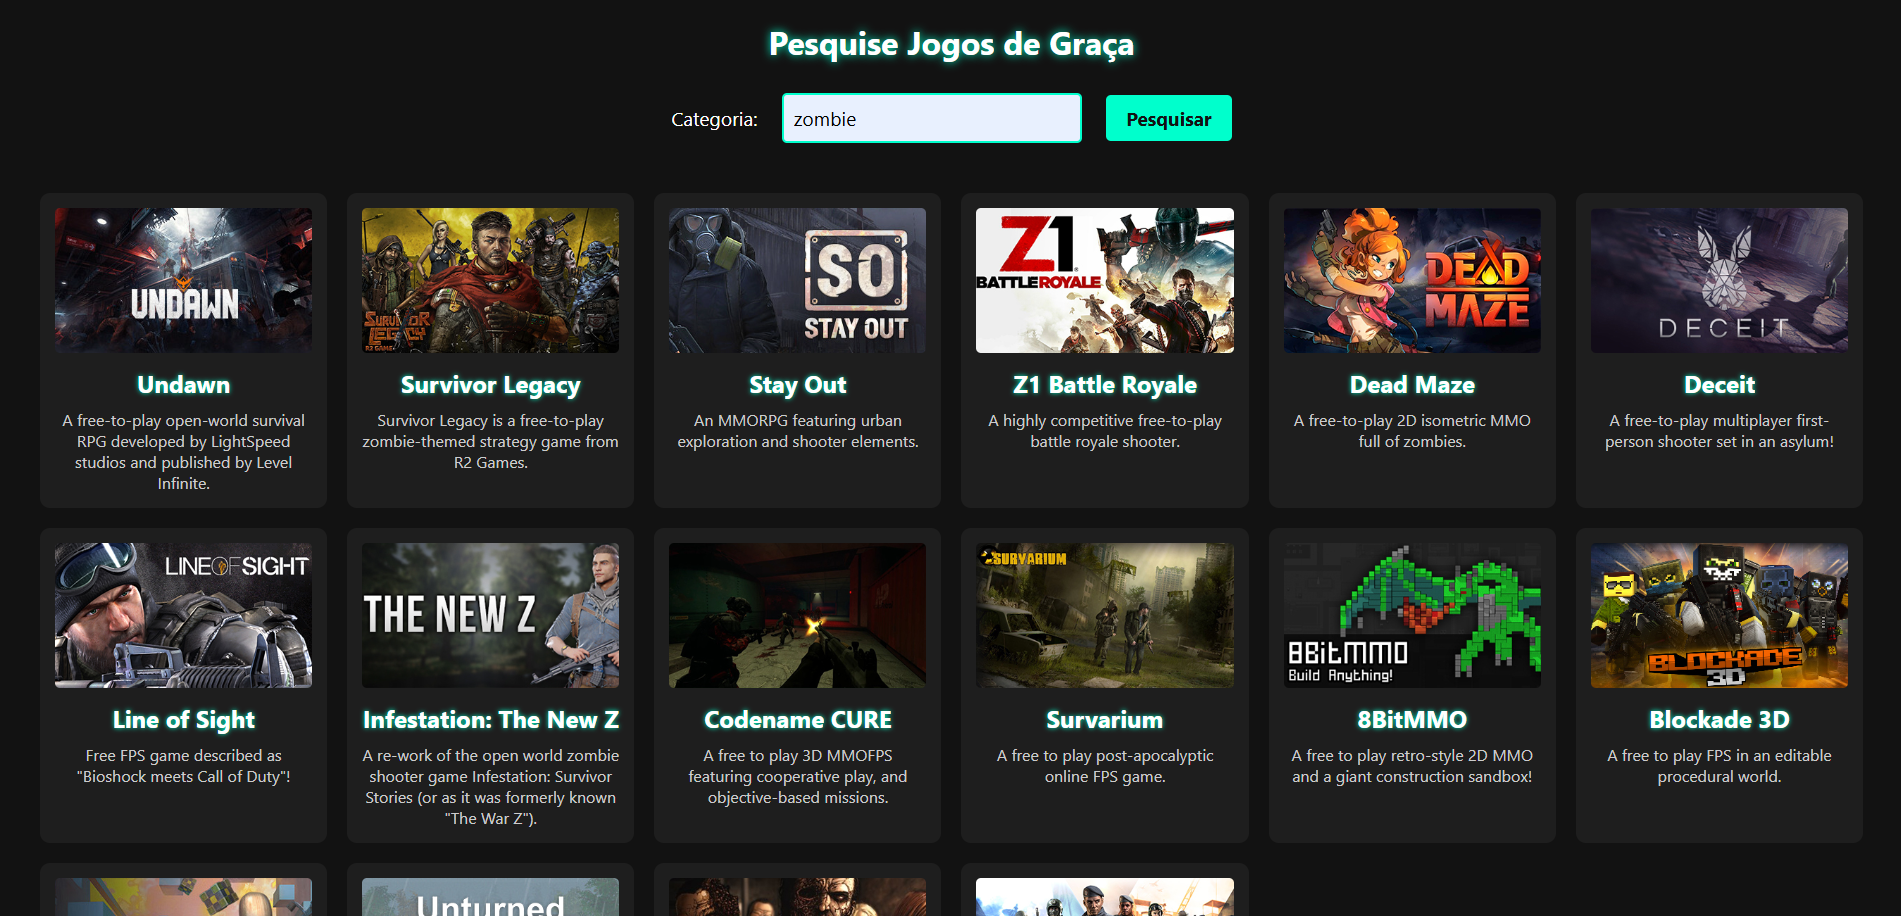 Pesquise Jogos de Graça
Categoria:
zombie
Pesquisar
UNDAWN
SURVIVOR
LEGACY
R2 GAMES
SO
STAY OUT
Z1
BATTLEROYALE
DEAD
MAZE
DECEIT
Undawn
A free-to-play open-world survival
RPG developed by LightSpeed
studios and published by Level
Infinite.
Survivor Legacy
Survivor Legacy is a free-to-play
zombie-themed strategy game from
R2 Games.
Stay Out
An MMORPG featuring urban
exploration and shooter elements.
Z1 Battle Royale
A highly competitive free-to-play
battle royale shooter.
Dead Maze
A free-to-play 2D isometric MMO
full of zombies.
Deceit
A free-to-play multiplayer first-
person shooter set in an asylum!
LINE OF SIGHT
THE NEW Z
SURVARIUM
8BitMMO
Build Anything!
BLOCKADE
3D
Line of Sight
Free FPS game described as
"Bioshock meets Call of Duty"!
Infestation: The New Z
A re-work of the open world zombie
shooter game Infestation: Survivor
Stories (or as it was formerly known
"The War Z").
Codename CURE
A free to play 3D MMOFPS
featuring cooperative play, and
objective-based missions.
Survarium
A free to play post-apocalyptic
online FPS game.
8BitMMO
A free to play retro-style 2D MMO
and a giant construction sandbox!
Blockade 3D
A free to play FPS in an editable
procedural world.
Unturned